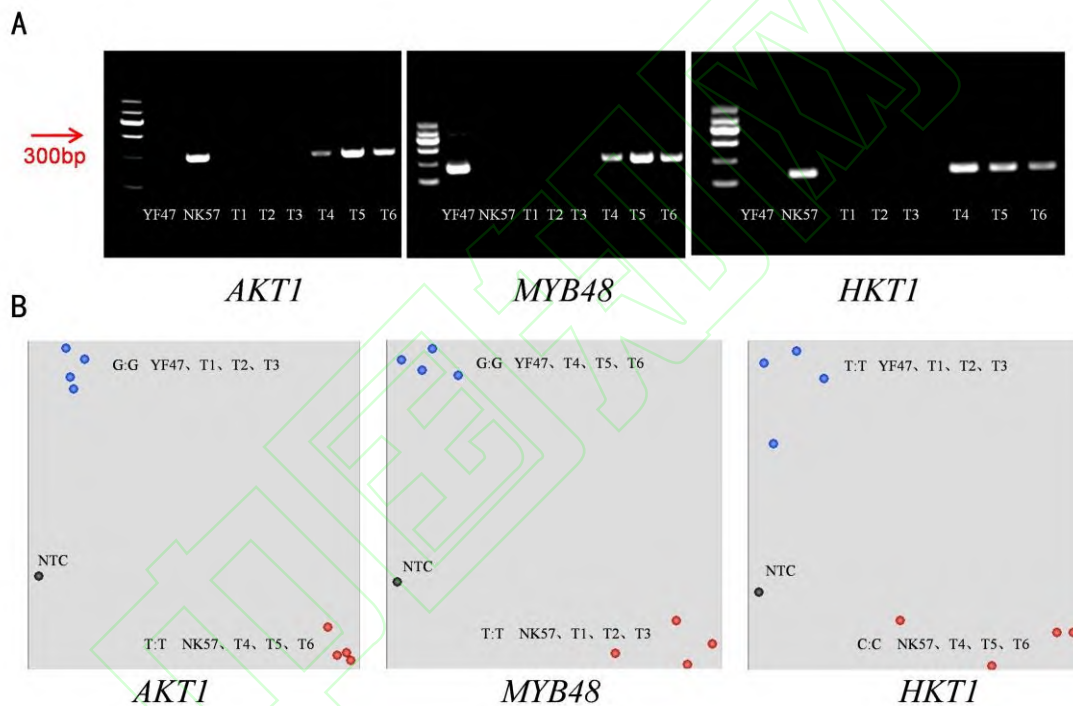 A
300bp
YF47 NK57 T1 T2 T3 T4 T5 T6
YF47 NK57 T1 T2 T3 T4 T5 T6
YF47 NK57 T1 T2 T3 T4 T5 T6
AKT1 MYB48 HKT1
B
G:G YF47、T1、T2、T3
G:G YF47、T4、T5、T6
T:T YF47、T1、T2、T3
NTC
NTC
NTC
T:T NK57、T4、T5、T6
T:T NK57、T1、T2、T3
C:C NK57、T4、T5、T6
AKT1 MYB48 HKT1